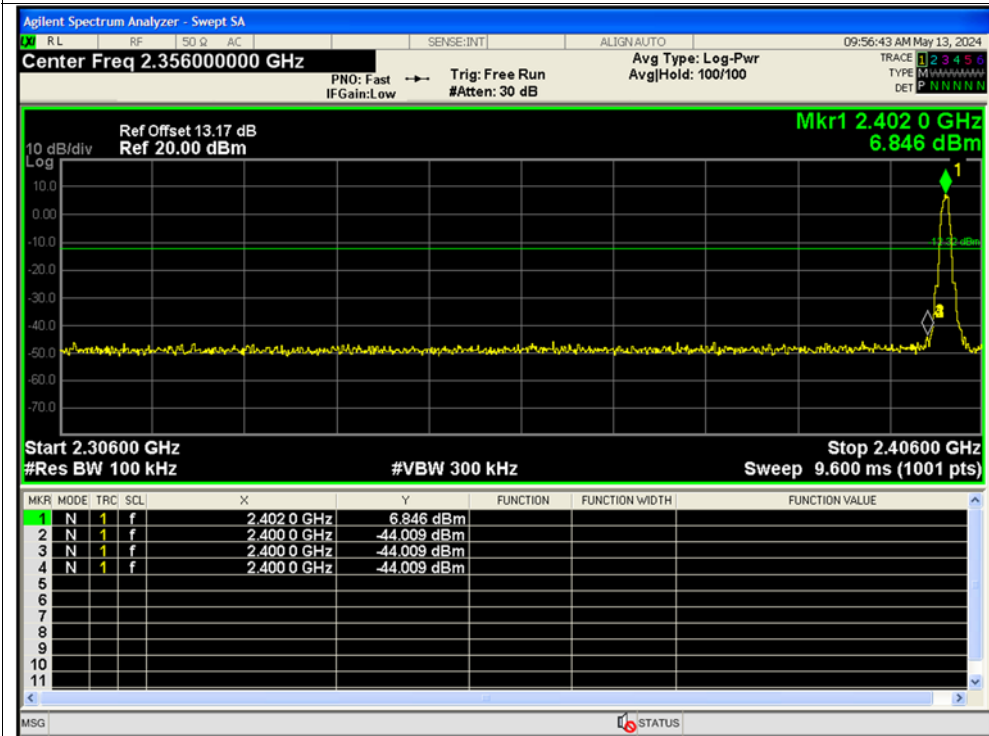 Agilent Spectrum Analyzer - Swept SA
RL RF 50 Ω AC SENSE:INT ALIGNAUTO 09:56:43 AM May 13, 2024
Center Freq 2.356000000 GHz
PNO: Fast
IFGain:Low
Trig: Free Run
#Atten: 30 dB
Avg Type: Log-Pwr
Avg|Hold: 100/100
TRACE 1 2 3 4 5 6
TYPE M
DET P N N N N N
Mkr1 2.402 0 GHz
6.846 dBm
Ref Offset 13.17 dB
10 dB/div Ref 20.00 dBm
Log
1
10.0
0.00
-10.0
-12.32 dBm
-20.0
-30.0
3
-40.0
-50.0
-60.0
-70.0
Start 2.30600 GHz Stop 2.40600 GHz
#Res BW 100 kHz #VBW 300 kHz Sweep 9.600 ms (1001 pts)
MKR MODE TRC SCL X Y FUNCTION FUNCTION WIDTH FUNCTION VALUE
1 N 1 f 2.402 0 GHz 6.846 dBm
2 N 1 f 2.400 0 GHz -44.009 dBm
3 N 1 f 2.400 0 GHz -44.009 dBm
4 N 1 f 2.400 0 GHz -44.009 dBm
5
6
7
8
9
10
11
MSG STATUS